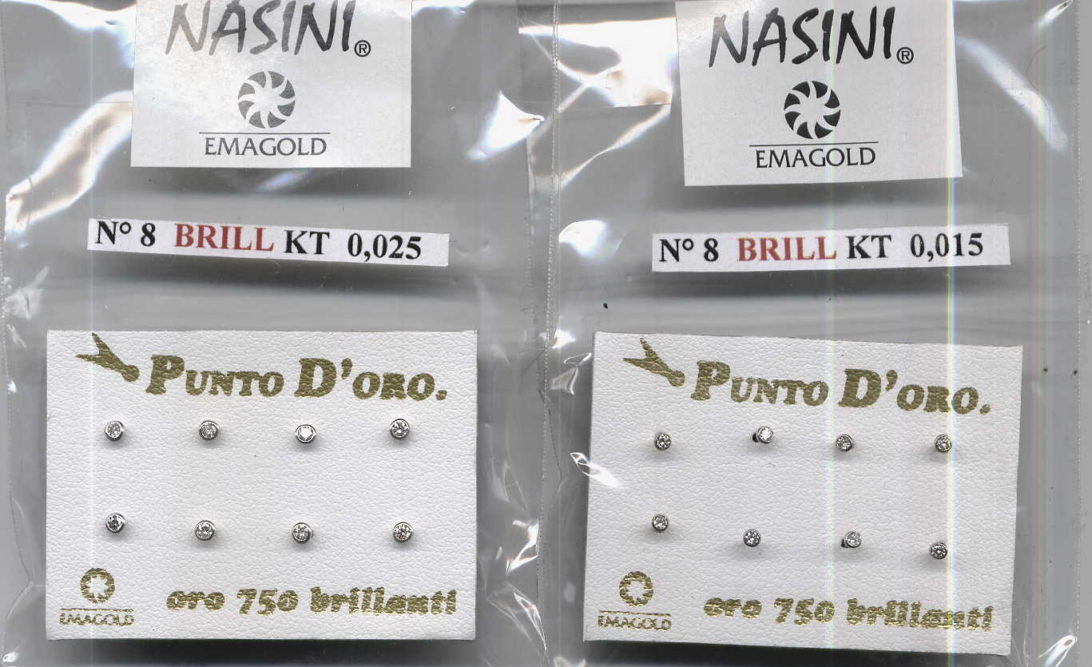 NASINI®
EMAGOLD
N° 8 BRILL KT 0,025
PUNTO D'ORO.
oro 750 brillanti
EMAGOLD
NASINI®
EMAGOLD
N° 8 BRILL KT 0,015
PUNTO D'ORO.
oro 750 brillanti
EMAGOLD